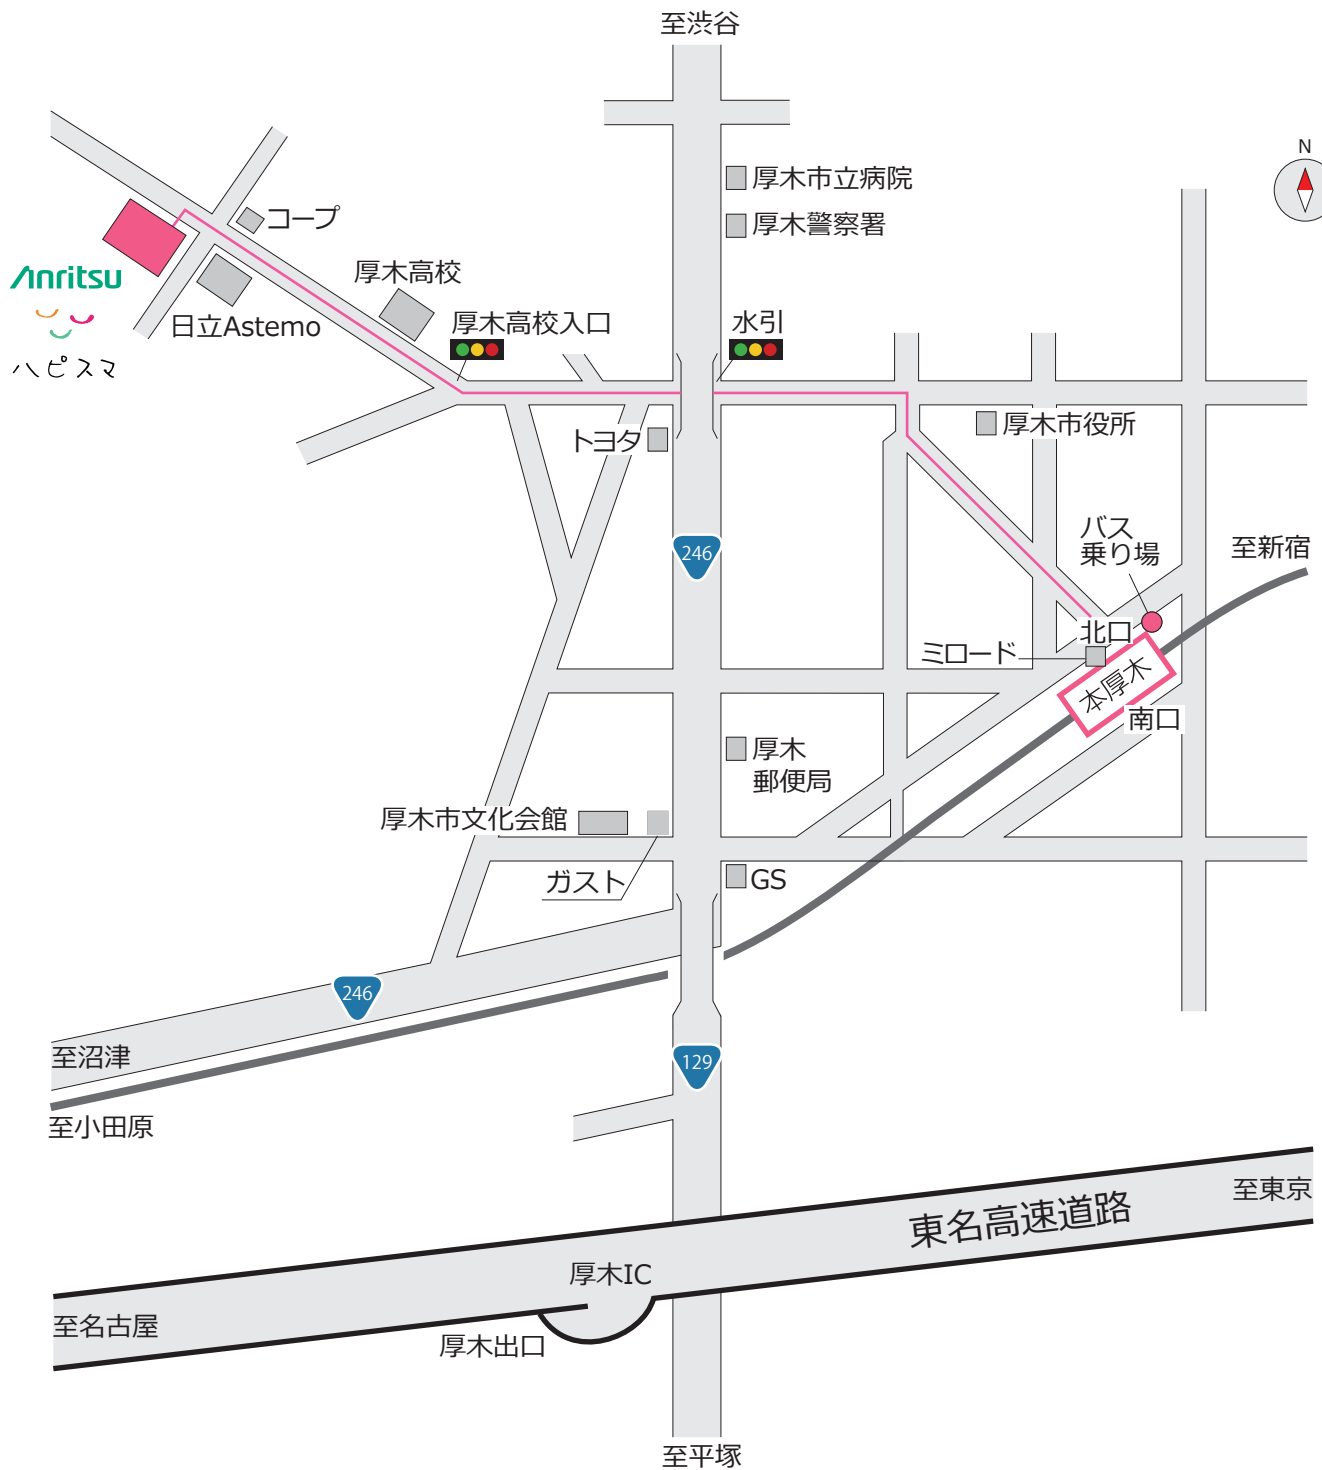 至渋谷
N
厚木市立病院
厚木警察署
コープ
Anritsu
厚木高校
日立Astemo
厚木高校入口
水引
ハピスマ
トヨタ
厚木市役所
バス
乗り場
246
至新宿
北口
ミロード
本厚木
南口
厚木
郵便局
厚木市文化会館
ガスト
GS
246
至沼津
129
至小田原
東名高速道路
至東京
厚木IC
至名古屋
厚木出口
至平塚